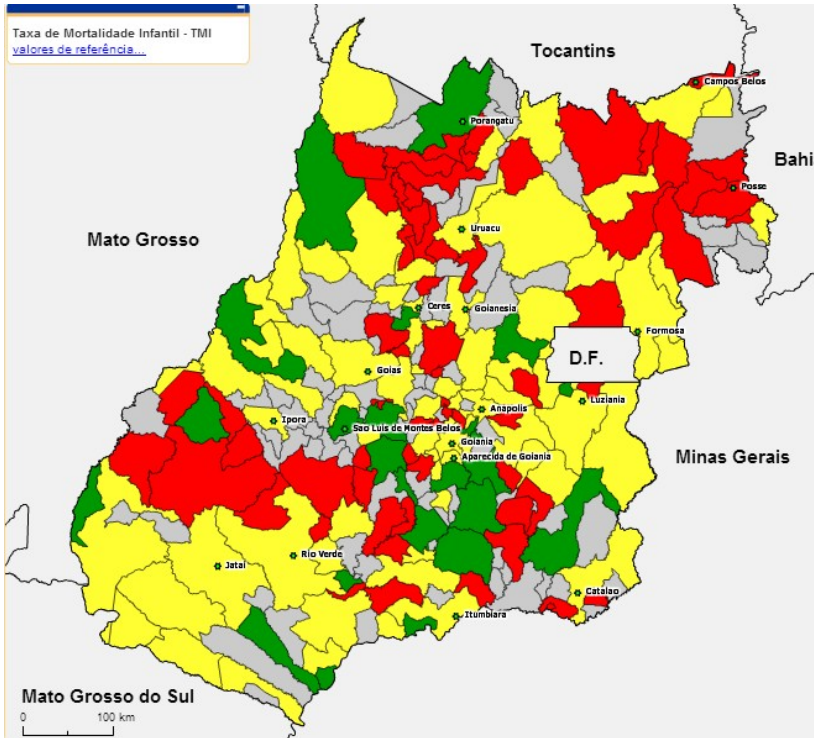 Taxa de Mortalidade Infantil - TMI
valores de referência...
Tocantins
Campos Belos
Porangatu
Bahi
Posse
Uruacu
Mato Grosso
Ceres
Goianesia
Formosa
D.F.
Goias
Luziania
Anapolis
Ipora
Sao Luis de Montes Belos
Goiania
Aparecida de Goiania
Minas Gerais
Rio Verde
Jatai
Catalao
Itumbiara
Mato Grosso do Sul
0 100 km